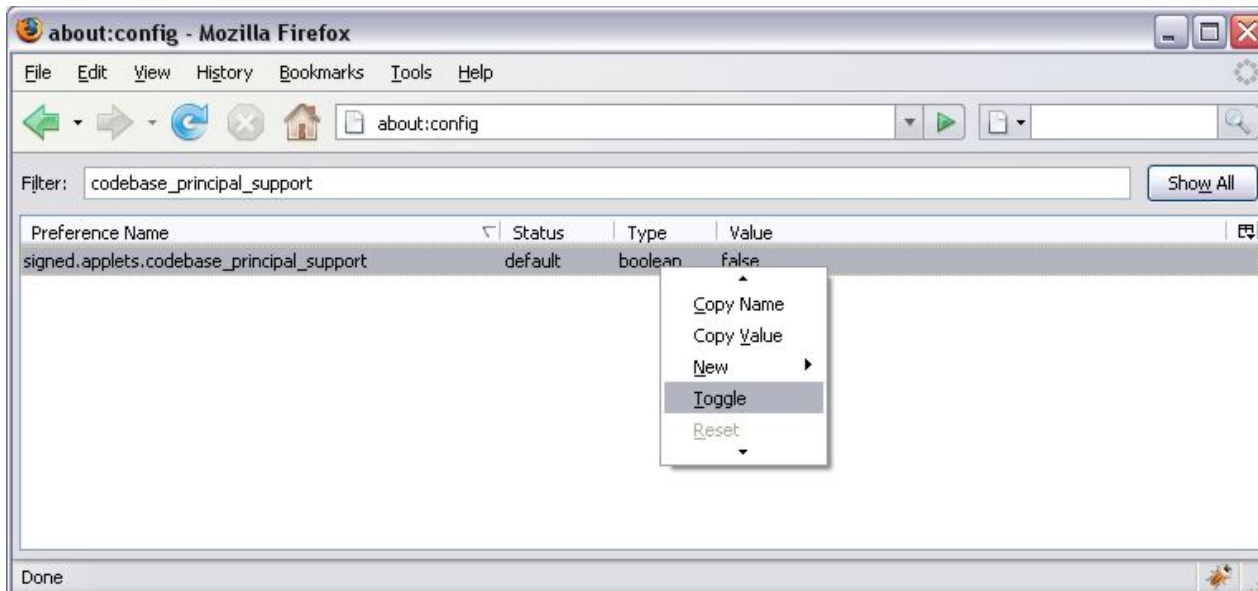 about:config - Mozilla Firefox
File Edit View History Bookmarks Tools Help
about:config
Filter: codebase_principal_support Show All
Preference Name Status Type Value
signed.applets.codebase_principal_support default boolean false
Copy Name
Copy Value
New
Toggle
Reset
Done